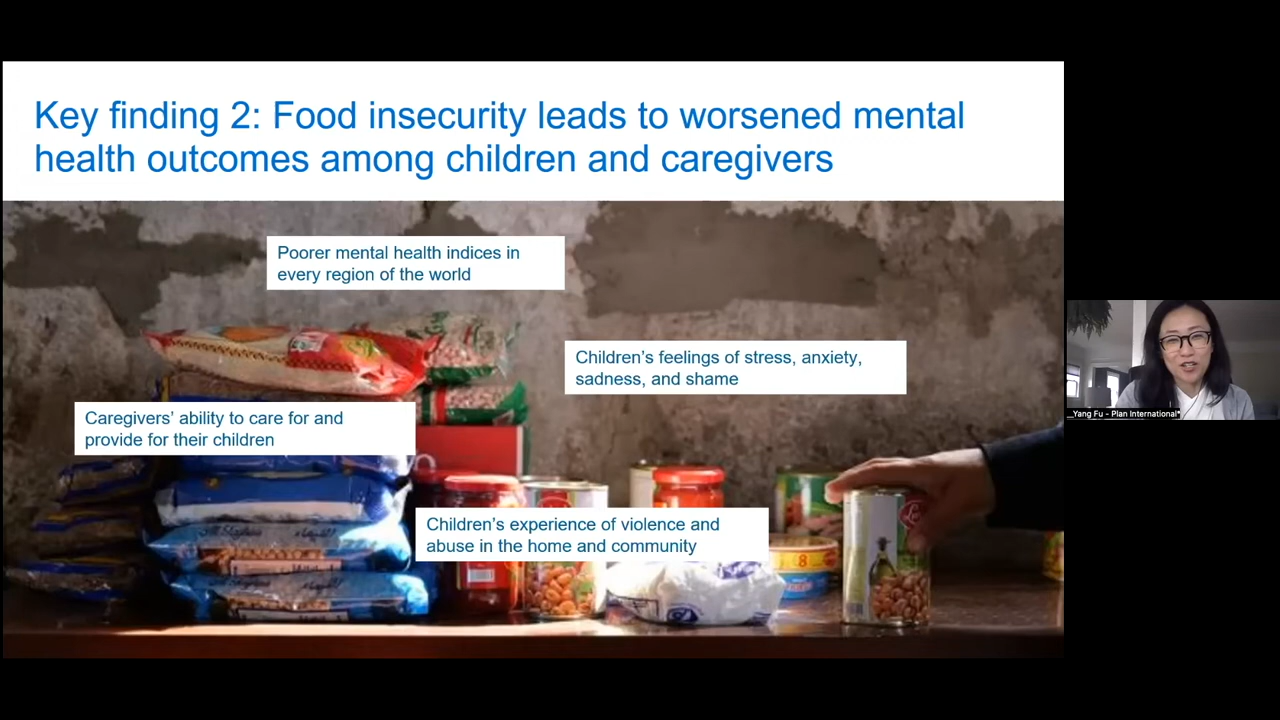 Key finding 2: Food insecurity leads to worsened mental
health outcomes among children and caregivers
Poorer mental health indices in
every region of the world
Children’s feelings of stress, anxiety,
sadness, and shame
Caregivers’ ability to care for and
provide for their children
Children’s experience of violence and
abuse in the home and community
8
Yang Fu - Plan International*